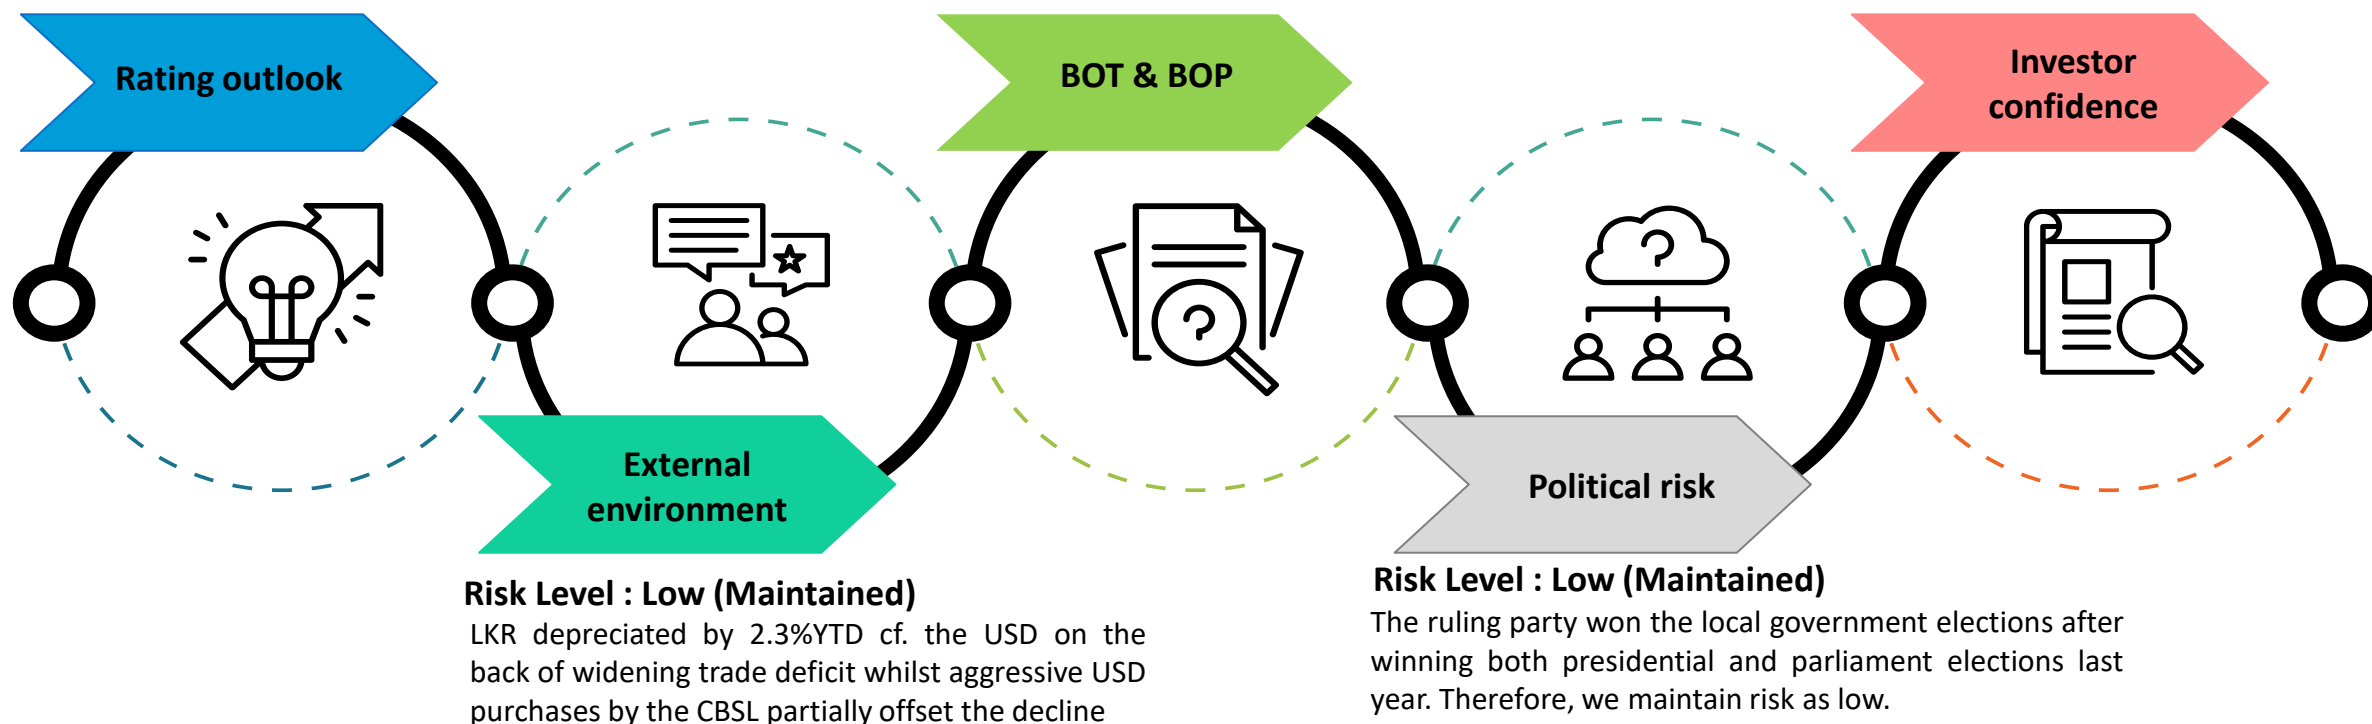 Rating outlook
BOT & BOP
Investor
confidence
External
environment
Political risk
Risk Level : Low (Maintained)
LKR depreciated by 2.3%YTD cf. the USD on the
back of widening trade deficit whilst aggressive USD
purchases by the CBSL partially offset the decline
Risk Level : Low (Maintained)
The ruling party won the local government elections after
winning both presidential and parliament elections last
year. Therefore, we maintain risk as low.